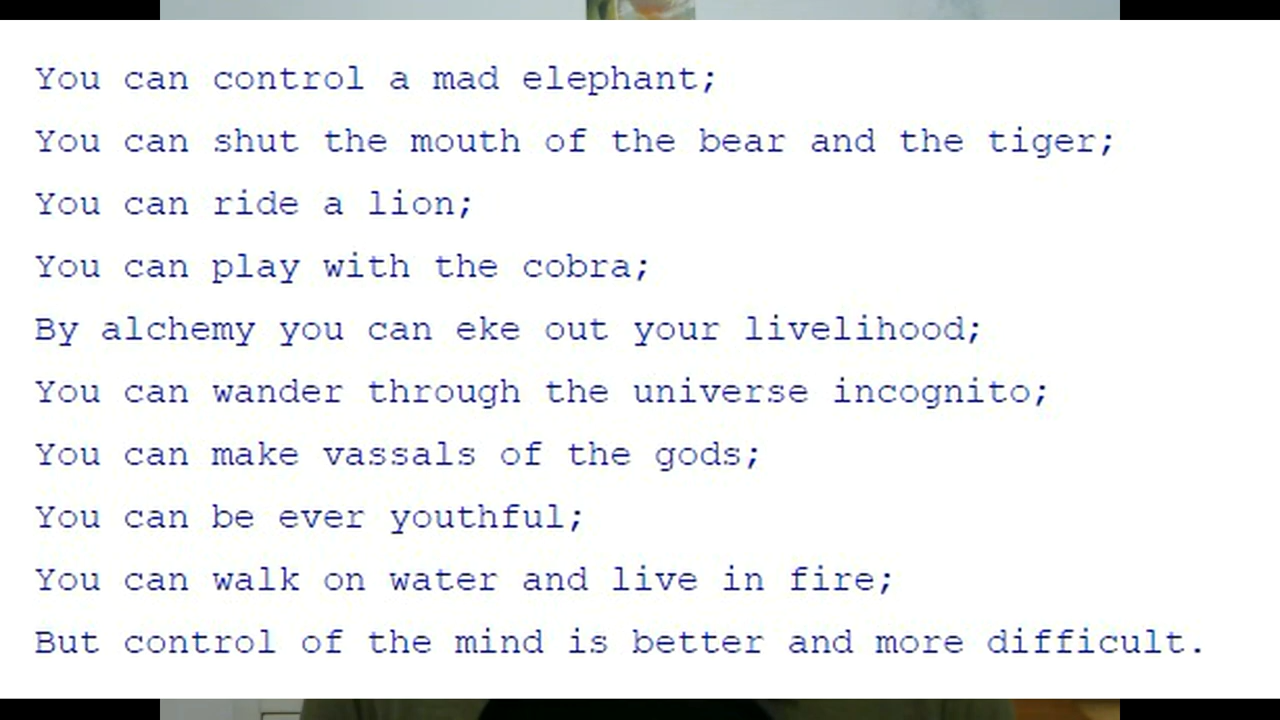 You can control a mad elephant;
You can shut the mouth of the bear and the tiger;
You can ride a lion;
You can play with the cobra;
By alchemy you can eke out your livelihood;
You can wander through the universe incognito;
You can make vassals of the gods;
You can be ever youthful;
You can walk on water and live in fire;
But control of the mind is better and more difficult.